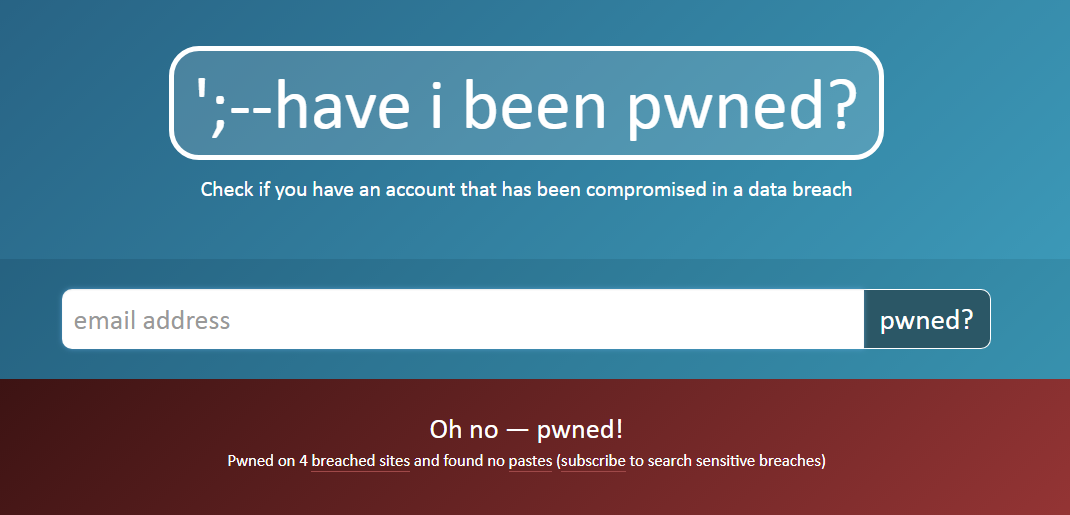 ';--have i been pwned?
Check if you have an account that has been compromised in a data breach
email address
pwned?
Oh no — pwned!
Pwned on 4 breached sites and found no pastes (subscribe to search sensitive breaches)